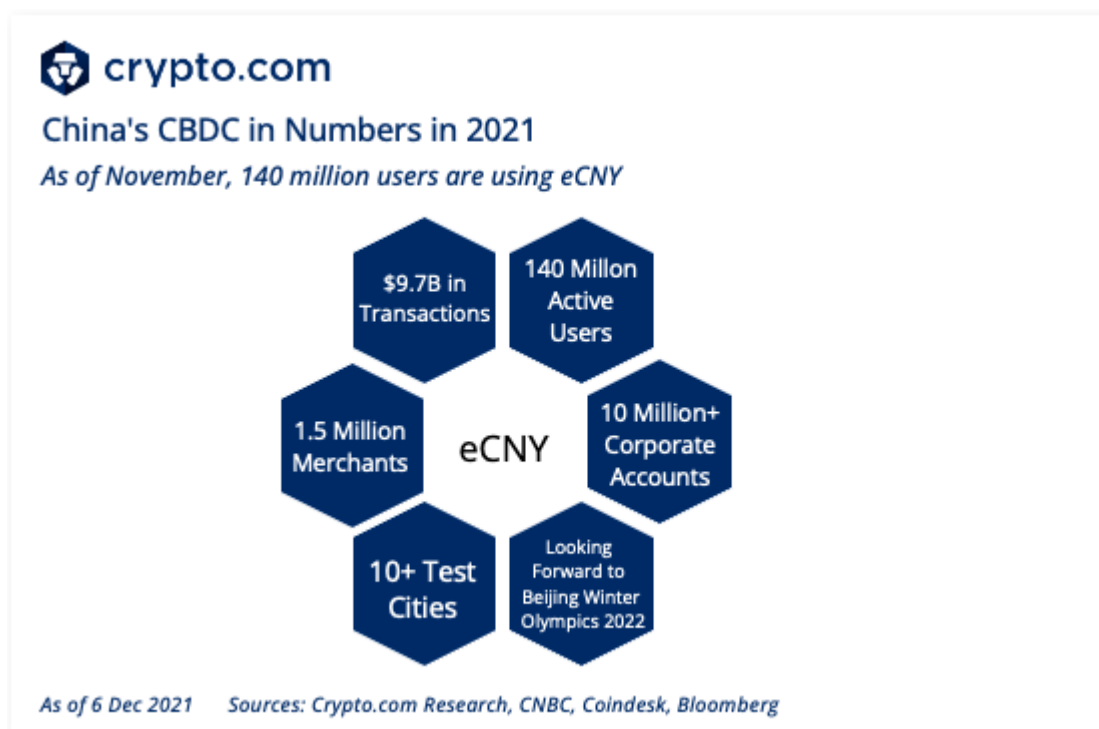 crypto.com
China's CBDC in Numbers in 2021
As of November, 140 million users are using eCNY
$9.7B in
Transactions
140 Millon
Active
Users
1.5 Million
Merchants
eCNY
10 Million+
Corporate
Accounts
10+ Test
Cities
Looking
Forward to
Beijing Winter
Olympics 2022
As of 6 Dec 2021 Sources: Crypto.com Research, CNBC, Coindesk, Bloomberg